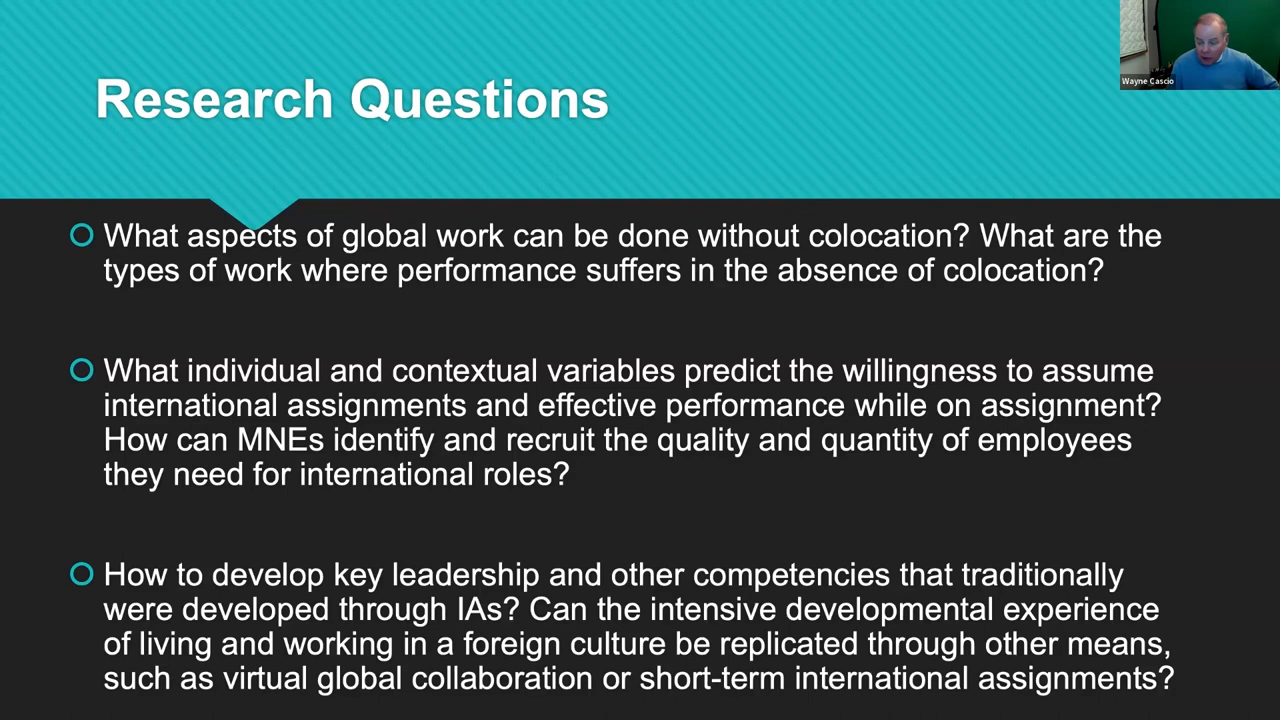 Research Questions
Wayne Cascio
What aspects of global work can be done without colocation? What are the
types of work where performance suffers in the absence of colocation?
What individual and contextual variables predict the willingness to assume
international assignments and effective performance while on assignment?
How can MNEs identify and recruit the quality and quantity of employees
they need for international roles?
How to develop key leadership and other competencies that traditionally
were developed through IAs? Can the intensive developmental experience
of living and working in a foreign culture be replicated through other means,
such as virtual global collaboration or short-term international assignments?